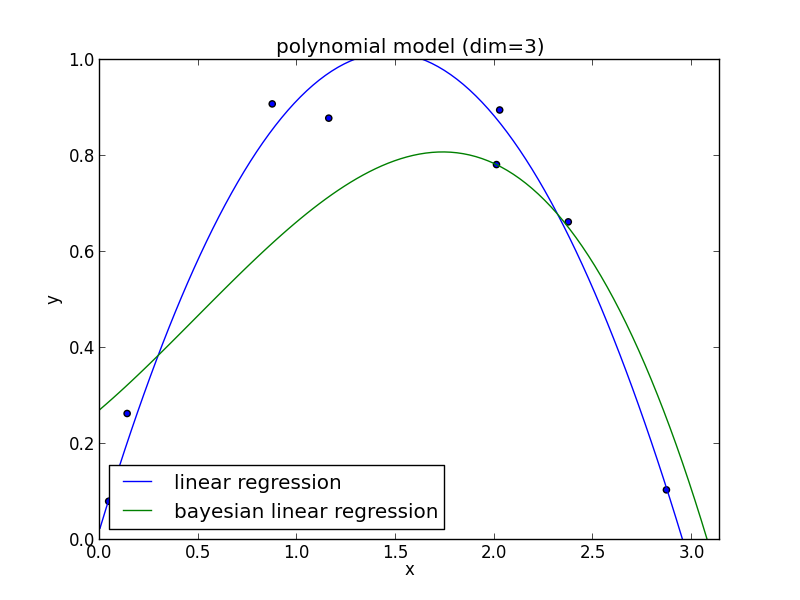 polynomial model (dim=3)
1.0
0.8
0.6
0.4
0.2
0.0
y
linear regression
bayesian linear regression
0.0 0.5 1.0 1.5 2.0 2.5 3.0
x